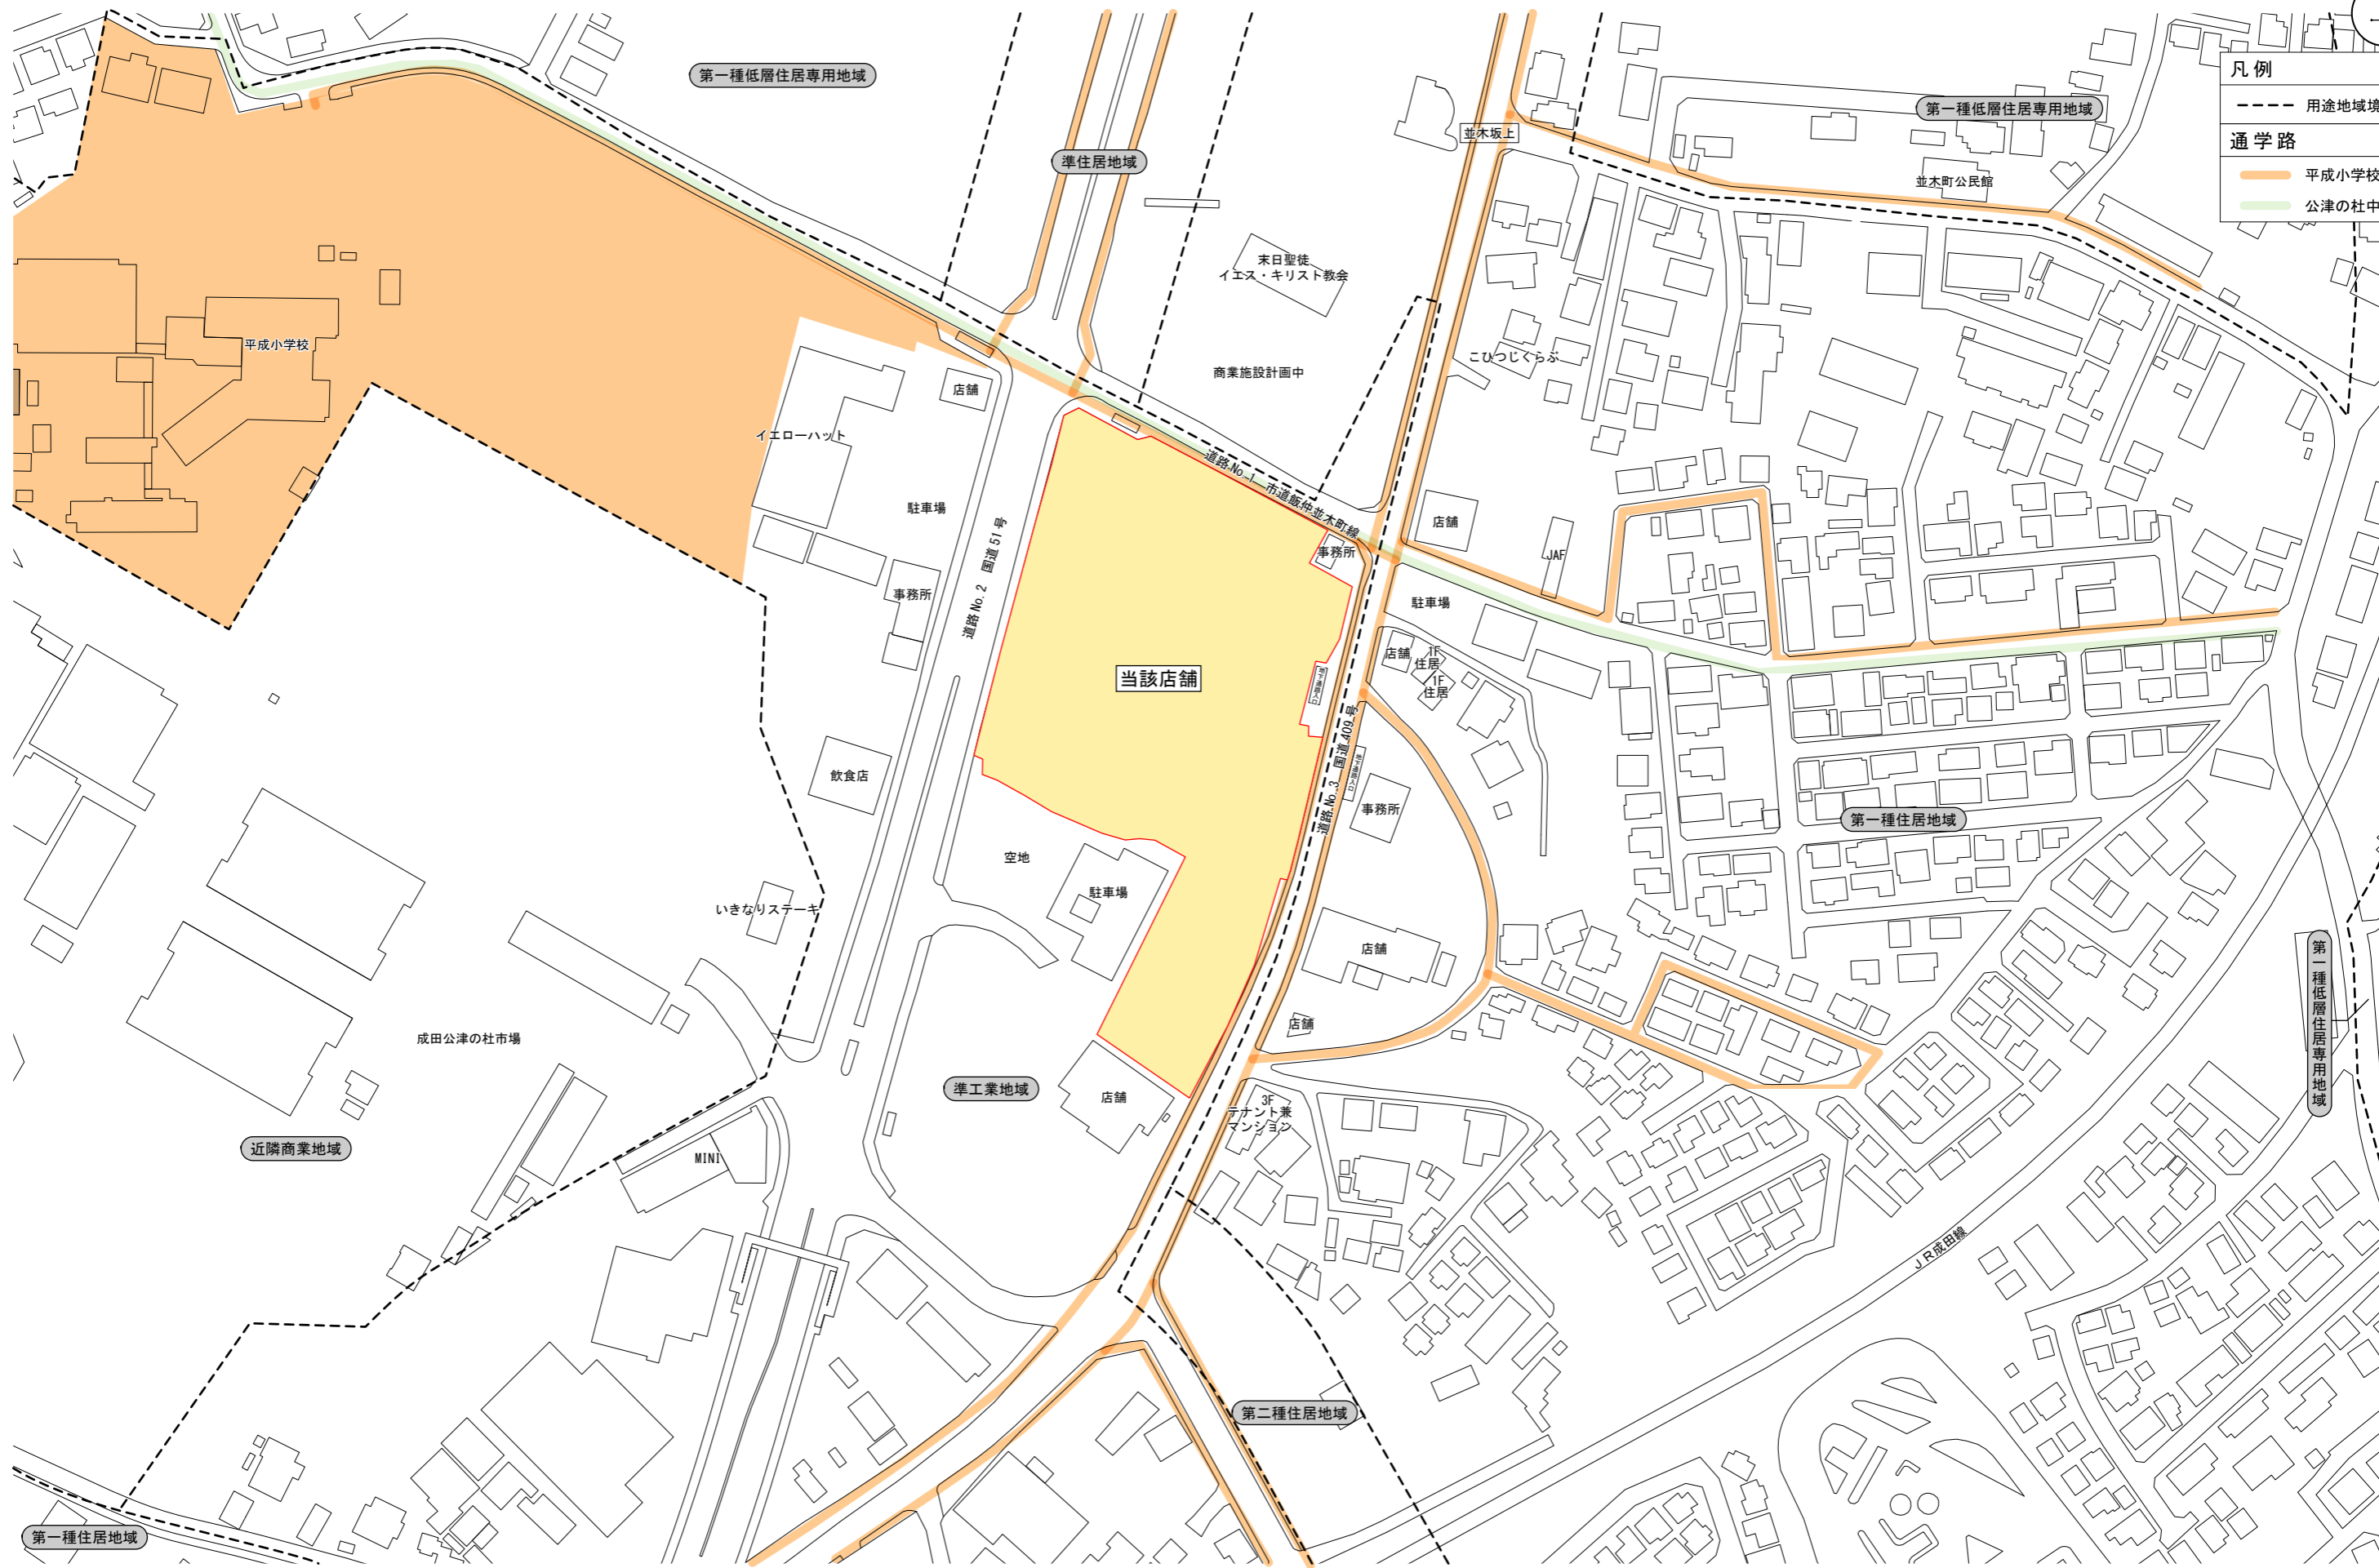 第一種低層住居専用地域
準住居地域
並木坂上
第一種低層住居専用地域
並木町公民館
凡例
用途地域境
通学路
平成小学校
公津の杜中
末日聖徒
イエス・キリスト教会
商業施設計画中
こひつじくらぶ
平成小学校
店舗
イエローハット
駐車場
道路No.1 市道飯仲並木町線
事務所
店舗
JAF
道路No.2 国道51号
事務所
駐車場
店舗
1F
住居
1F
住居
当該店舗
地下通路入口
道路No.3 国道409号
地下通路入口
事務所
飲食店
第一種住居地域
空地
駐車場
いきなりステーキ
店舗
店舗
第一種低層住居専用地域
成田公津の杜市場
準工業地域
店舗
3F
テナント兼
マンション
近隣商業地域
MINI
JR成田線
第二種住居地域
第一種住居地域